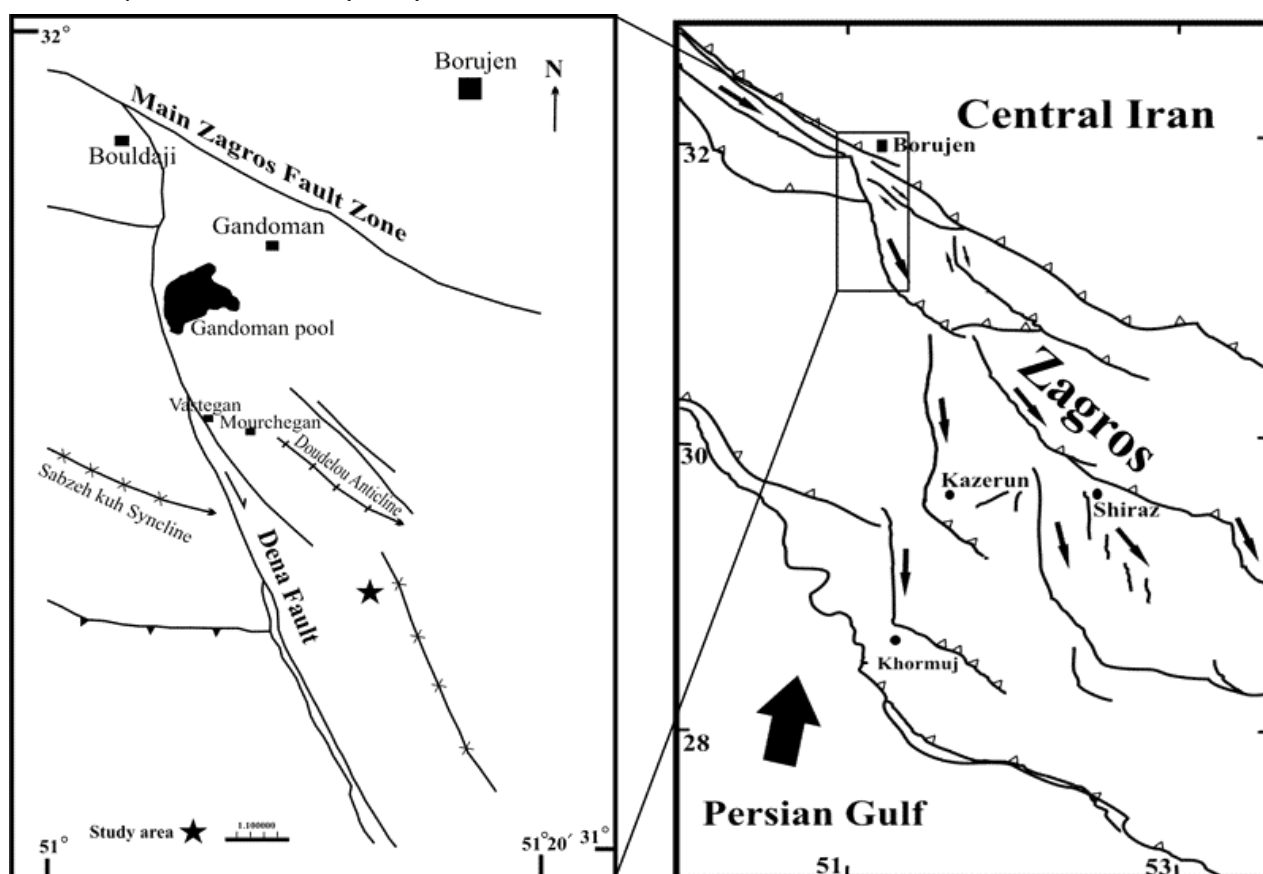 32°
Borujen
N
Main Zagros Fault Zone
Bouldaji
Gandoman
Gandoman pool
Vastegan
Mourchegan
Doudelou Anticline
Sabzeh kuh Syncline
Dena Fault
Study area
1.100000
51°
51°20′
31°
Central Iran
32
Borujen
Zagros
30
Kazerun
Shiraz
Khormuj
28
Persian Gulf
51
53